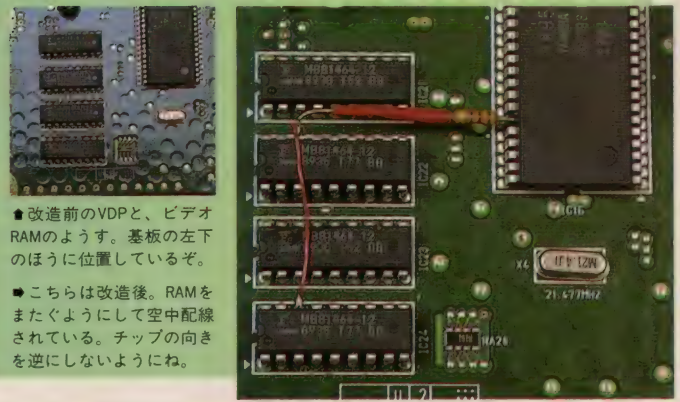 ⬆改造前のVDPと、ビデオ
RAMのようす。基板の左下
のほうに位置しているぞ。
➡こちらは改造後。RAMを
またぐようにして空中配線
されている。チップの向き
を逆にしないようにね。
MB81464-12
IC21
MB81464-12
IC22
MB81464-12
IC23
MB81464-12
IC24
YAMAHA
IC16
X4
21.477MHZ
RA20